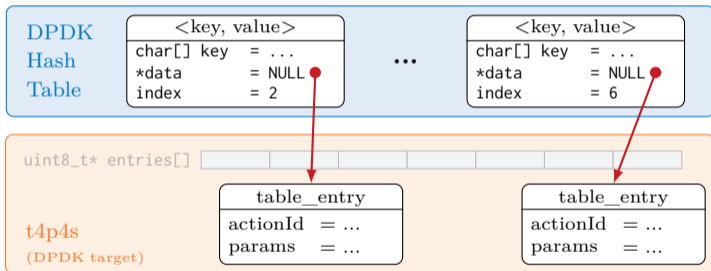 DPDK
Hash
Table
<key, value>
char[] key = ...
*data = NULL
index = 2
...
<key, value>
char[] key = ...
*data = NULL
index = 6
uint8_t* entries[]
t4p4s
(DPDK target)
table_entry
actionId = ...
params = ...
table_entry
actionId = ...
params = ...